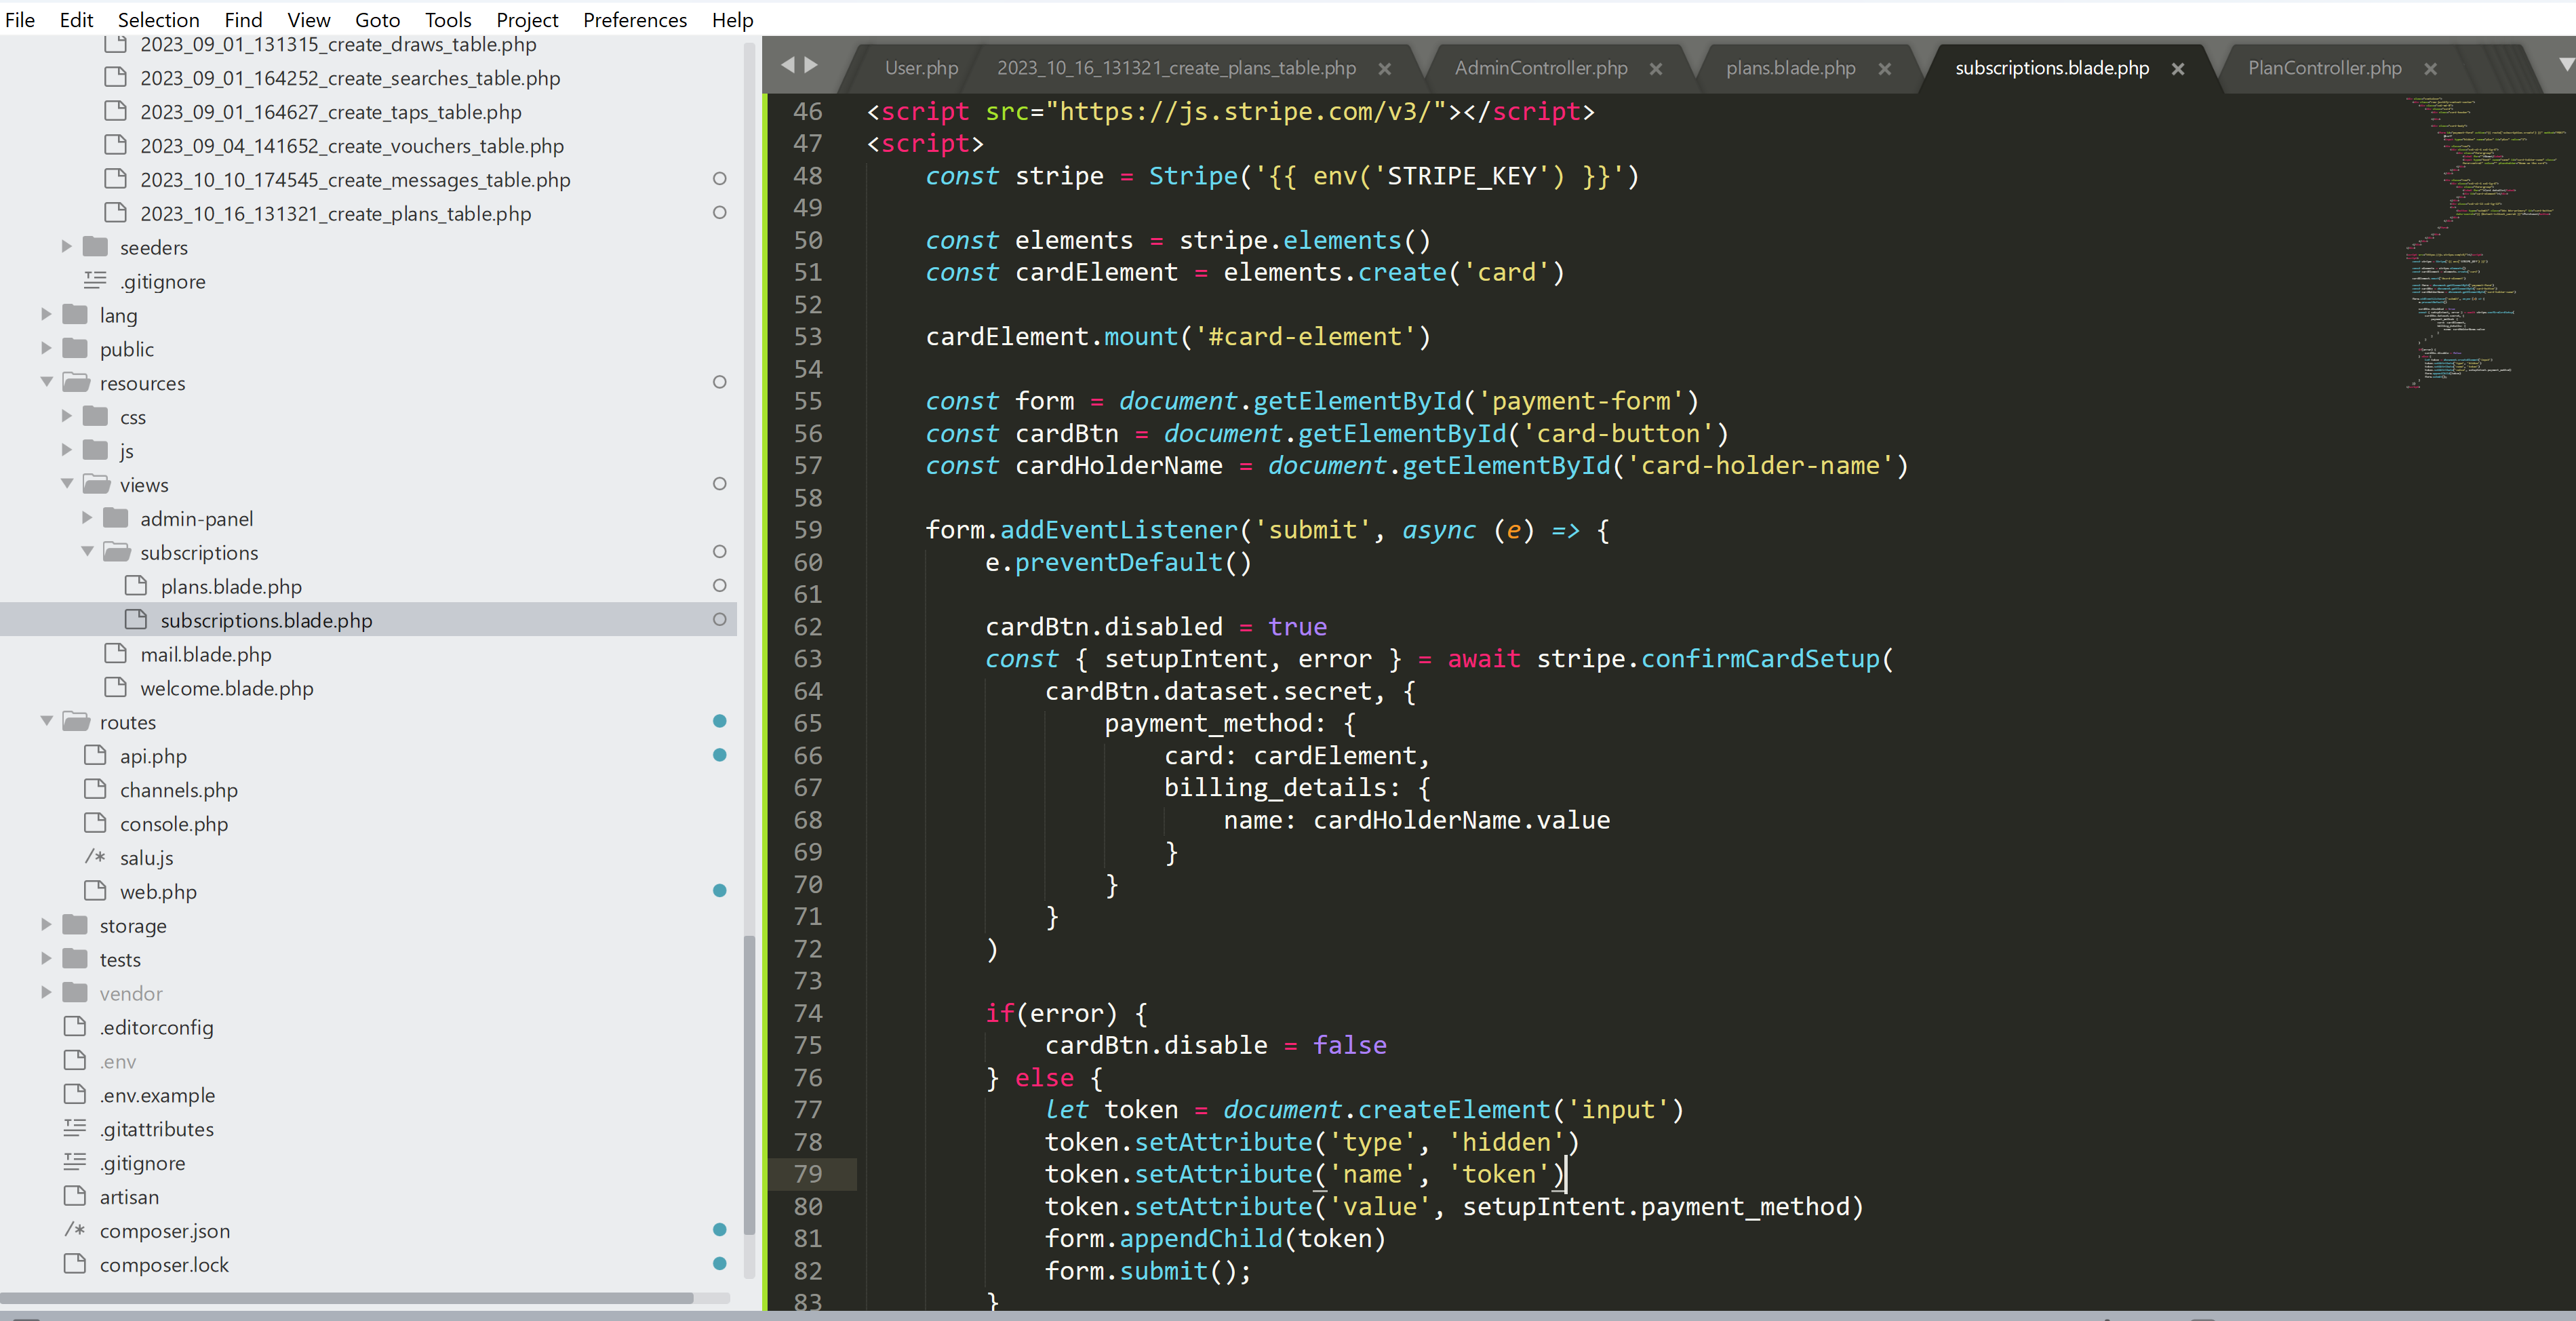 File Edit Selection Find View Goto Tools Project Preferences Help
2023_09_01_131315_create_draws_table.php
2023_09_01_164252_create_searches_table.php
2023_09_01_164627_create_taps_table.php
2023_09_04_141652_create_vouchers_table.php
2023_10_10_174545_create_messages_table.php
2023_10_16_131321_create_plans_table.php
seeders
.gitignore
lang
public
resources
css
js
views
admin-panel
subscriptions
plans.blade.php
subscriptions.blade.php
mail.blade.php
welcome.blade.php
routes
api.php
channels.php
console.php
salu.js
web.php
storage
tests
vendor
.editorconfig
.env
.env.example
.gitattributes
.gitignore
artisan
composer.json
composer.lock
User.php 2023_10_16_131321_create_plans_table.php AdminController.php plans.blade.php subscriptions.blade.php PlanController.php
46 <script src="https://js.stripe.com/v3/"></script>
47 <script>
48 const stripe = Stripe('{{ env('STRIPE_KEY') }}')
49
50 const elements = stripe.elements()
51 const cardElement = elements.create('card')
52
53 cardElement.mount('#card-element')
54
55 const form = document.getElementById('payment-form')
56 const cardBtn = document.getElementById('card-button')
57 const cardHolderName = document.getElementById('card-holder-name')
58
59 form.addEventListener('submit', async (e) => {
60 e.preventDefault()
61
62 cardBtn.disabled = true
63 const { setupIntent, error } = await stripe.confirmCardSetup(
64 cardBtn.dataset.secret, {
65 payment_method: {
66 card: cardElement,
67 billing_details: {
68 name: cardHolderName.value
69 }
70 }
71 }
72 )
73
74 if(error) {
75 cardBtn.disable = false
76 } else {
77 let token = document.createElement('input')
78 token.setAttribute('type', 'hidden')
79 token.setAttribute('name', 'token')
80 token.setAttribute('value', setupIntent.payment_method)
81 form.appendChild(token)
82 form.submit();
83 }